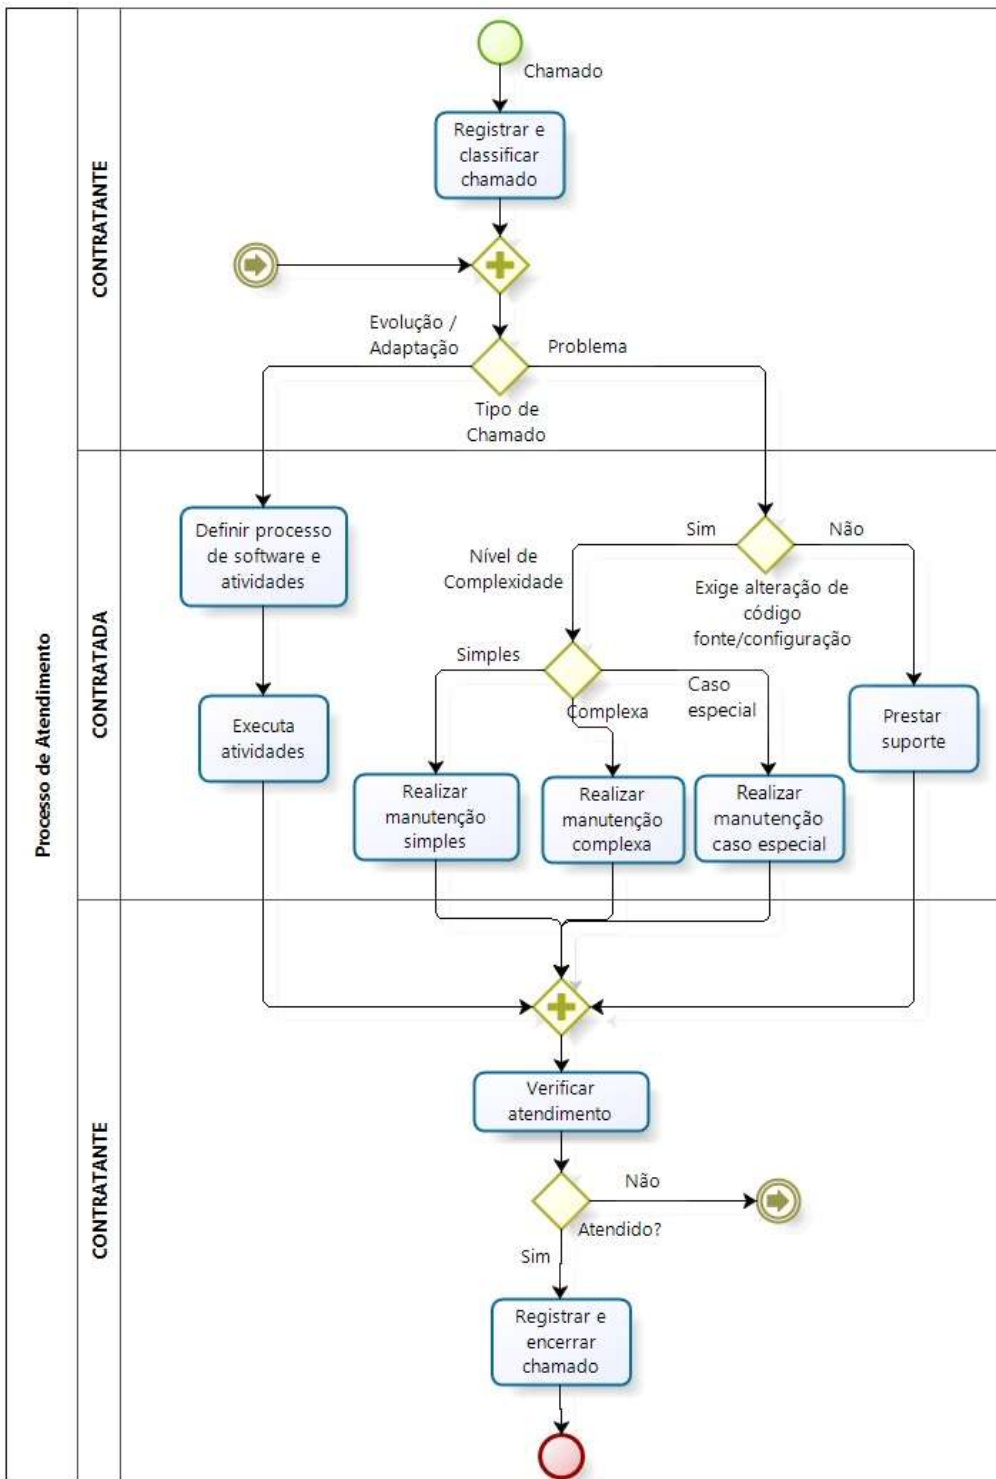 Processo de Atendimento
CONTRATANTE
Chamado
Registrar e
classificar
chamado
Evolução /
Adaptação
Problema
Tipo de
Chamado
CONTRATADA
Definir processo
de software e
atividades
Sim
Não
Nível de
Complexidade
Exige alteração de
código
fonte/configuração
Simples
Complexa
Caso
especial
Executa
atividades
Prestar
suporte
Realizar
manutenção
simples
Realizar
manutenção
complexa
Realizar
manutenção
caso especial
CONTRATANTE
Verificar
atendimento
Não
Atendido?
Sim
Registrar e
encerrar
chamado